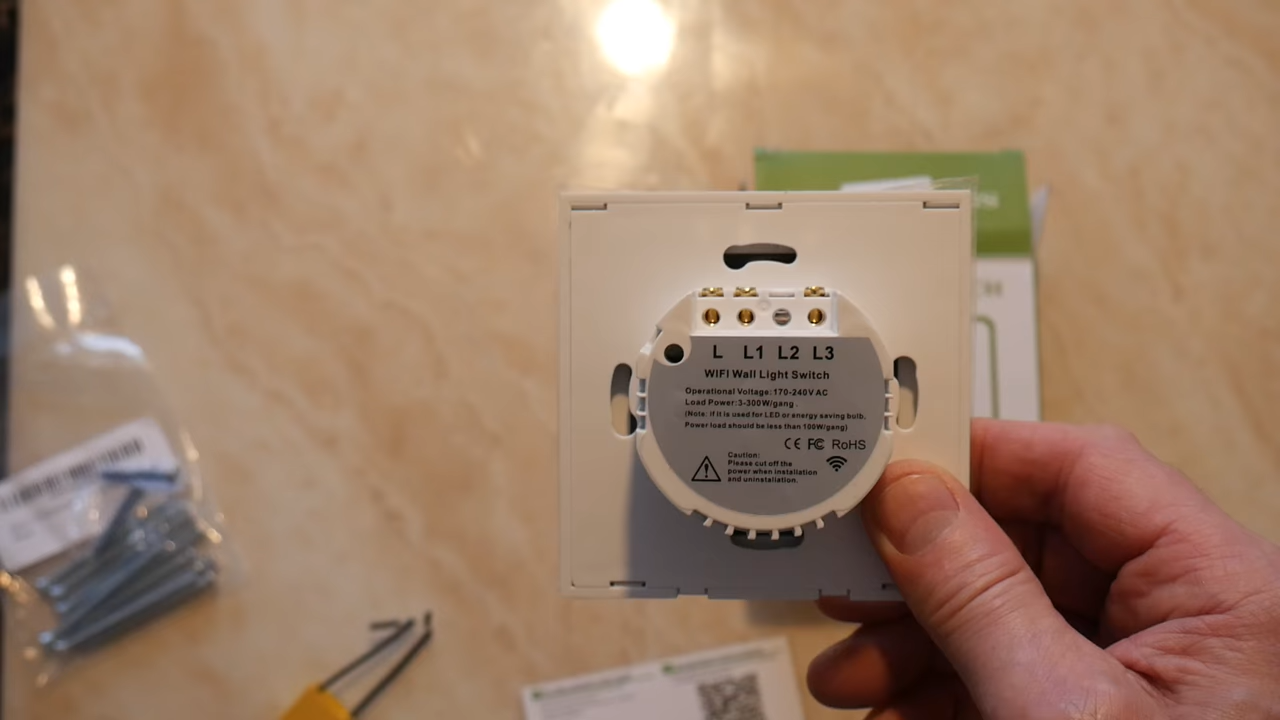 L L1 L2 L3
WIFI Wall Light Switch
Operational Voltage:170-240V AC
Load Power:3-300W/gang .
(Note: if it is used for LED or energy saving bulb.
Power load should be less than 100W/gang)
CE FC RoHS
Caution:
Please cut off the
power when installation
and uninstallation.